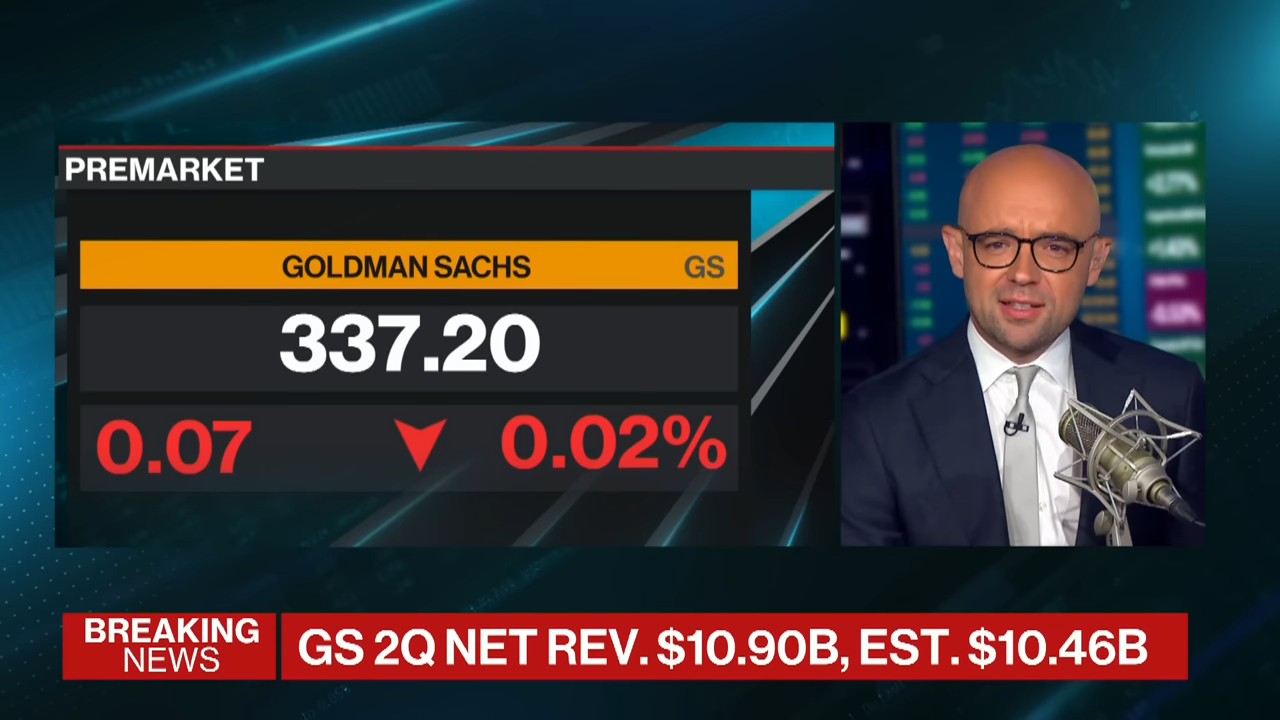 PREMARKET
GOLDMAN SACHS GS
337.20
0.07 0.02%
BREAKING
NEWS
GS 2Q NET REV. $10.90B, EST. $10.46B